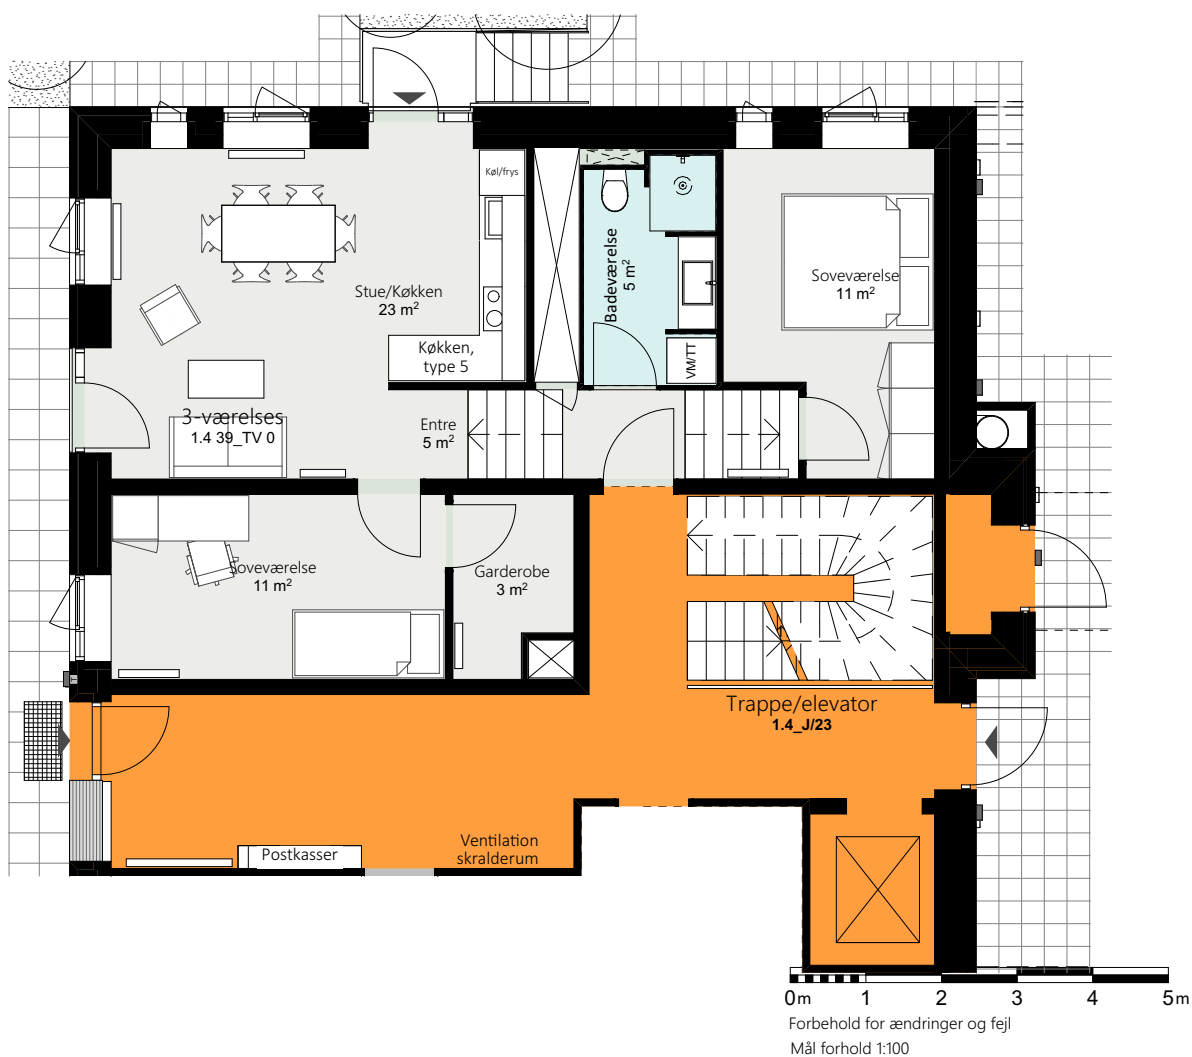 Køl/frys
Stue/Køkken
23 m²
Køkken,
type 5
Badeværelse
5 m²
VM/TT
Soveværelse
11 m²
3-værelses
1.4 39_TV 0
Entre
5 m²
Soveværelse
11 m²
Garderobe
3 m²
Trappe/elevator
1.4_J/23
Ventilation
skralderum
Postkasser
0m 1 2 3 4 5m
Forbehold for ændringer og fejl
Mål forhold 1:100